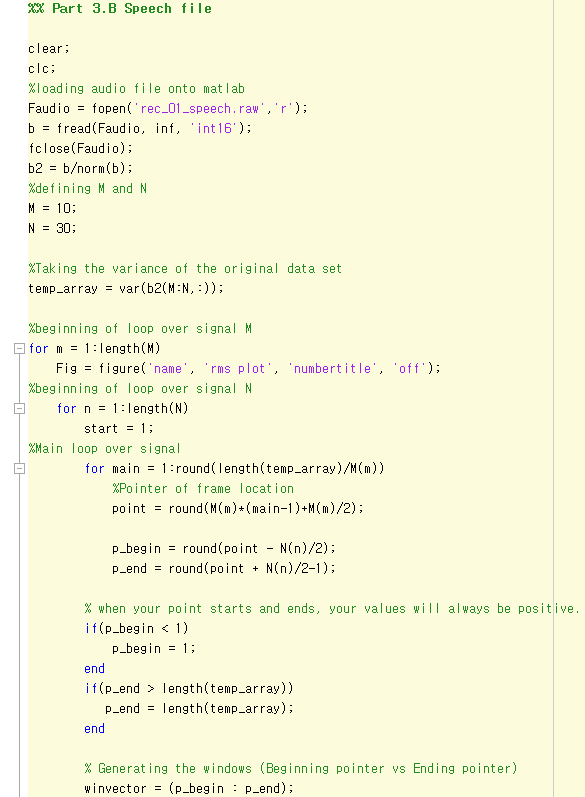 %% Part 3.B Speech file
clear;
clc;
%loading audio file onto matlab
Faudio = fopen('rec_01_speech.raw','r');
b = fread(Faudio, inf, 'int16');
fclose(Faudio);
b2 = b/norm(b);
%defining M and N
M = 10;
N = 30;
%Taking the variance of the original data set
temp_array = var(b2(M:N,:));
%beginning of loop over signal M
for m = 1:length(M)
Fig = figure('name', 'rms plot', 'numbertitle', 'off');
%beginning of loop over signal N
for n = 1:length(N)
start = 1;
%Main loop over signal
for main = 1:round(length(temp_array)/M(m))
%Pointer of frame location
point = round(M(m)*(main-1)+M(m)/2);
p_begin = round(point - N(n)/2);
p_end = round(point + N(n)/2-1);
% when your point starts and ends, your values will always be positive.
if(p_begin < 1)
p_begin = 1;
end
if(p_end > length(temp_array))
p_end = length(temp_array);
end
% Generating the windows (Beginning pointer vs Ending pointer)
winvector = (p_begin : p_end);